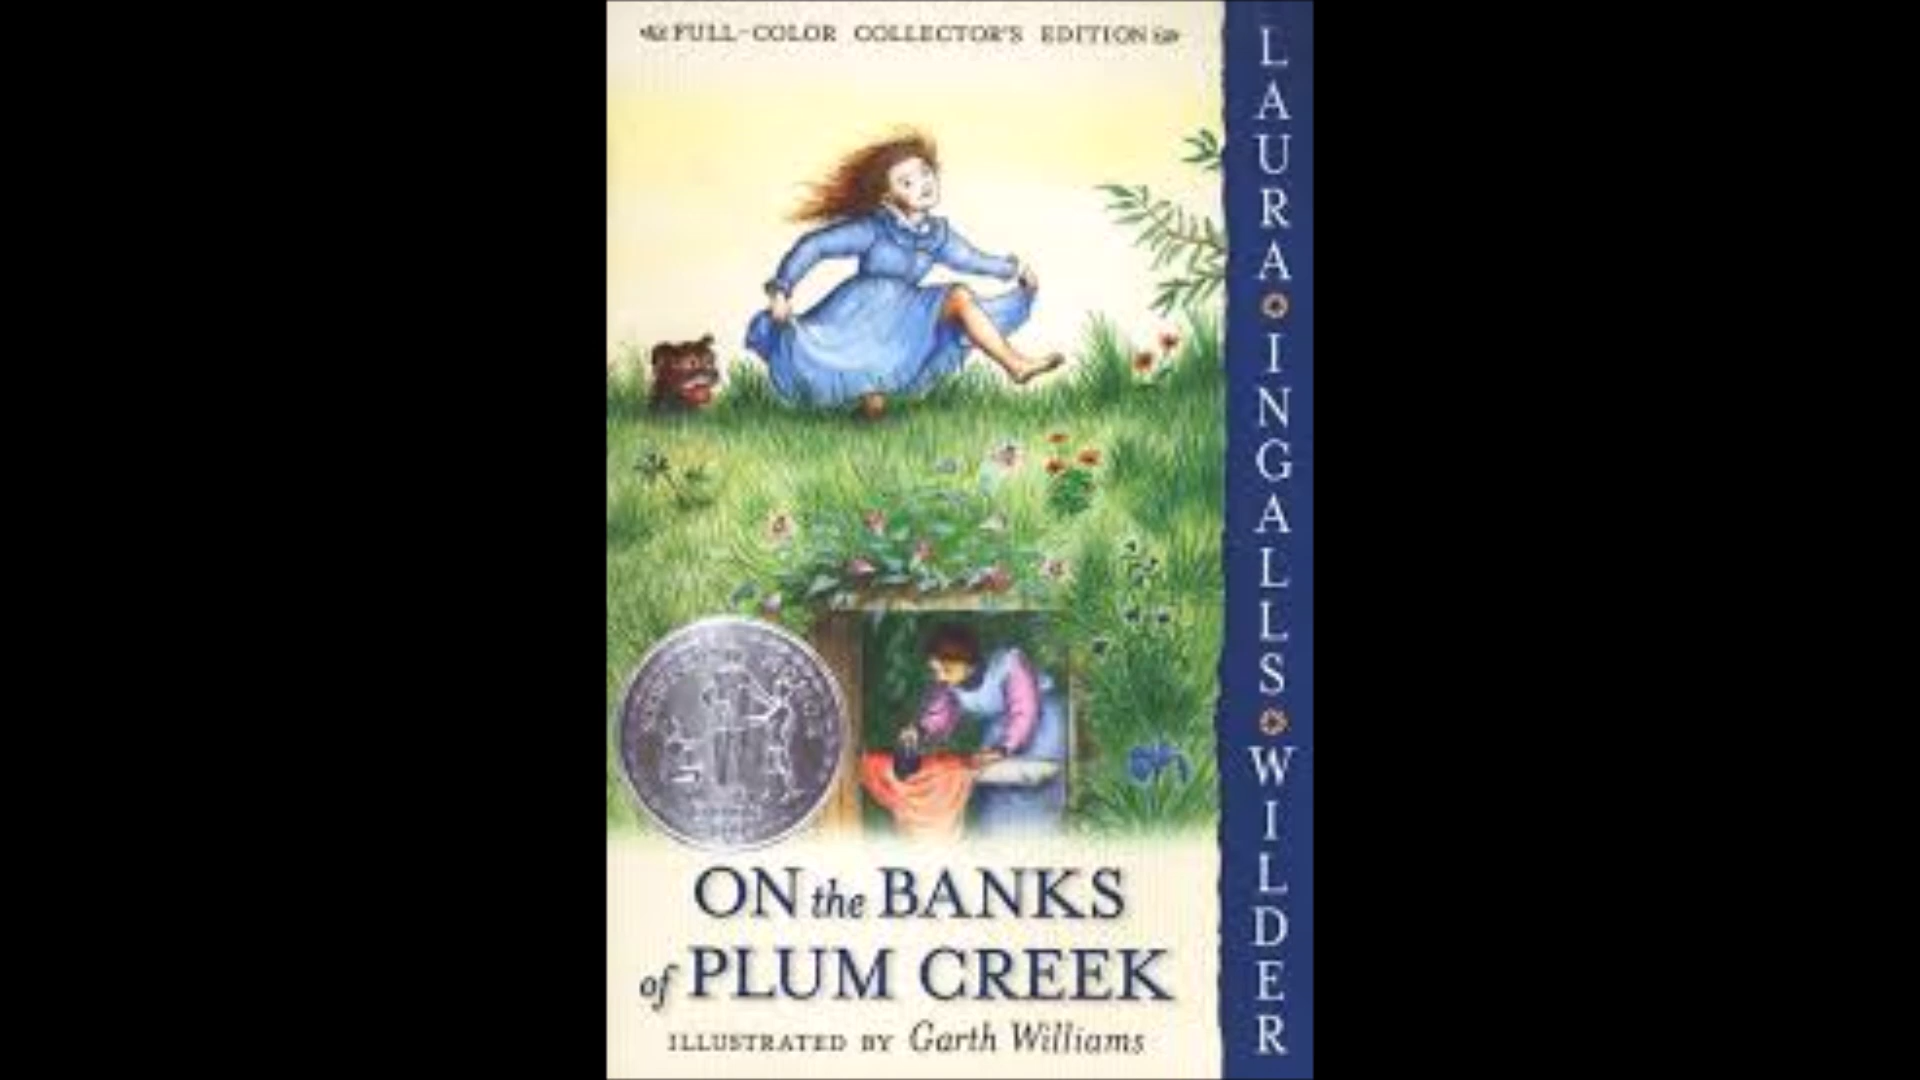 FULL-COLOR COLLECTOR'S EDITION
LAURA INGALLS WILDER
ON the BANKS
of PLUM CREEK
ILLUSTRATED BY Garth Williams